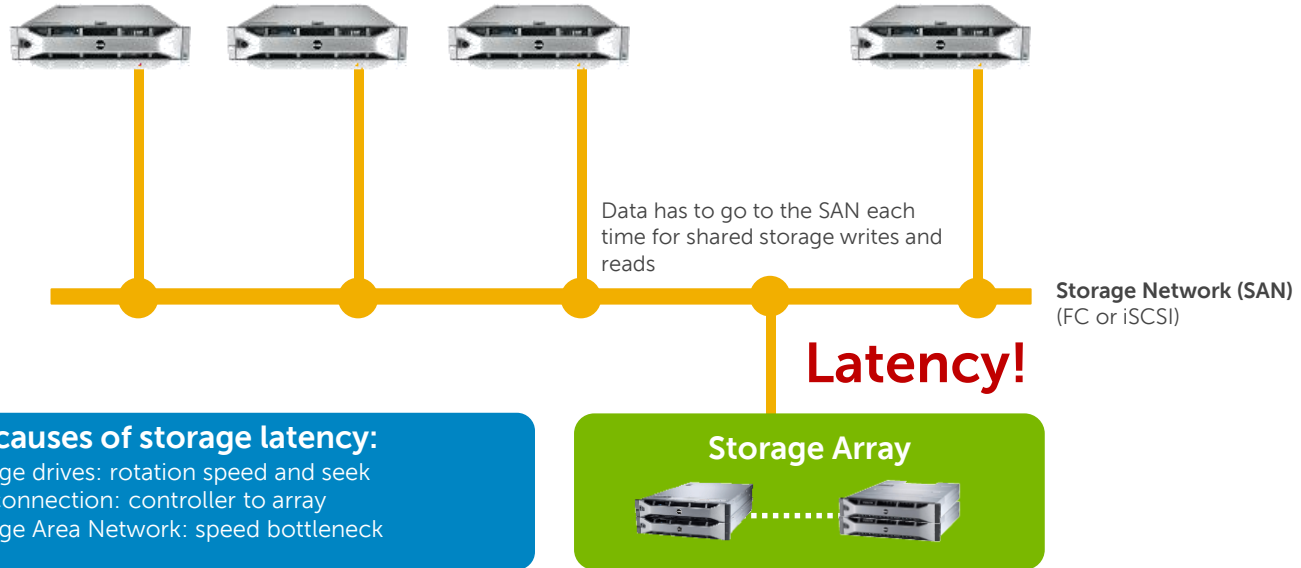 Data has to go to the SAN each
time for shared storage writes and
reads
Storage Network (SAN)
(FC or iSCSI)
Latency!
causes of storage latency:
ge drives: rotation speed and seek
connection: controller to array
ge Area Network: speed bottleneck
Storage Array